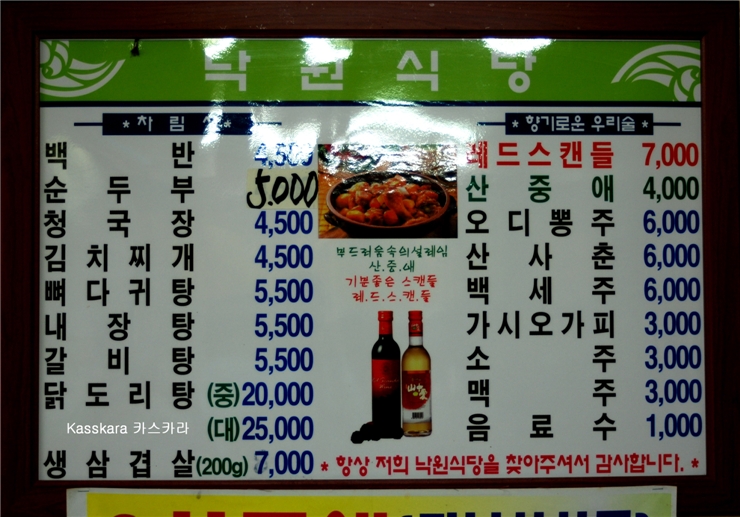 낙원식당
* 차림상 *
백반 4,500
순두부 5.000
청국장 4,500
김치찌개 4,500
뼈다귀탕 5,500
내장탕 5,500
갈비탕 5,500
닭도리탕 (중) 20,000
(대) 25,000
생삼겹살 (200g) 7,000
부드러움속의설레임
산.중.애
기분좋은 스캔들
레.드.스.캔.들
* 향기로운 우리술 *
레드스캔들 7,000
산중애 4,000
오디뽕주 6,000
산사춘 6,000
백세주 6,000
가시오가피 3,000
소주 3,000
맥주 3,000
음료수 1,000
* 항상 저희 낙원식당을 찾아주셔서 감사합니다. *
Kasskara 카스카라